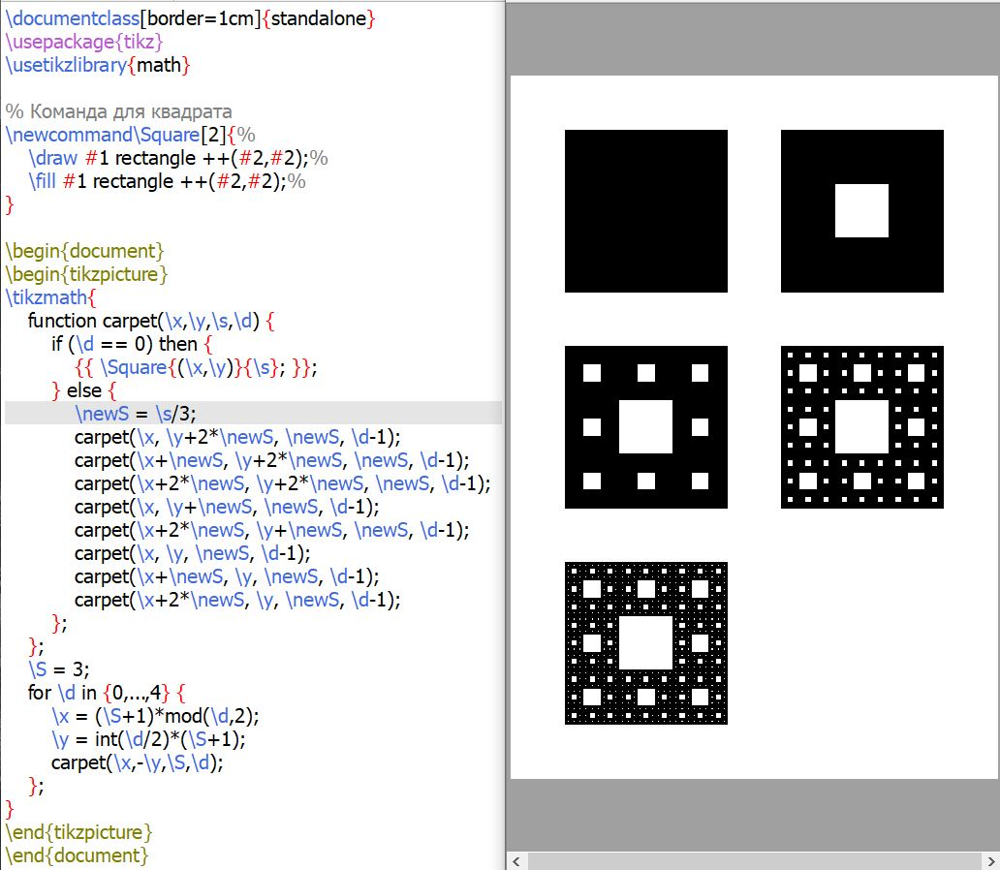 \documentclass[border=1cm]{standalone}
\usepackage{tikz}
\usetikzlibrary{math}
% Команда для квадрата
\newcommand\Square[2]{%
\draw #1 rectangle ++(#2,#2);%
\fill #1 rectangle ++(#2,#2);%
}
\begin{document}
\begin{tikzpicture}
\tikzmath{
function carpet(\x,\y,\s,\d) {
if (\d == 0) then {
{{ \Square{(\x,\y)}{\s}; }};
} else {
\newS = \s/3;
carpet(\x, \y+2*\newS, \newS, \d-1);
carpet(\x+\newS, \y+2*\newS, \newS, \d-1);
carpet(\x+2*\newS, \y+2*\newS, \newS, \d-1);
carpet(\x, \y+\newS, \newS, \d-1);
carpet(\x+2*\newS, \y+\newS, \newS, \d-1);
carpet(\x, \y, \newS, \d-1);
carpet(\x+\newS, \y, \newS, \d-1);
carpet(\x+2*\newS, \y, \newS, \d-1);
};
};
\S = 3;
for \d in {0,...,4} {
\x = (\S+1)*mod(\d,2);
\y = int(\d/2)*(\S+1);
carpet(\x,-\y,\S,\d);
};
}
\end{tikzpicture}
\end{document}